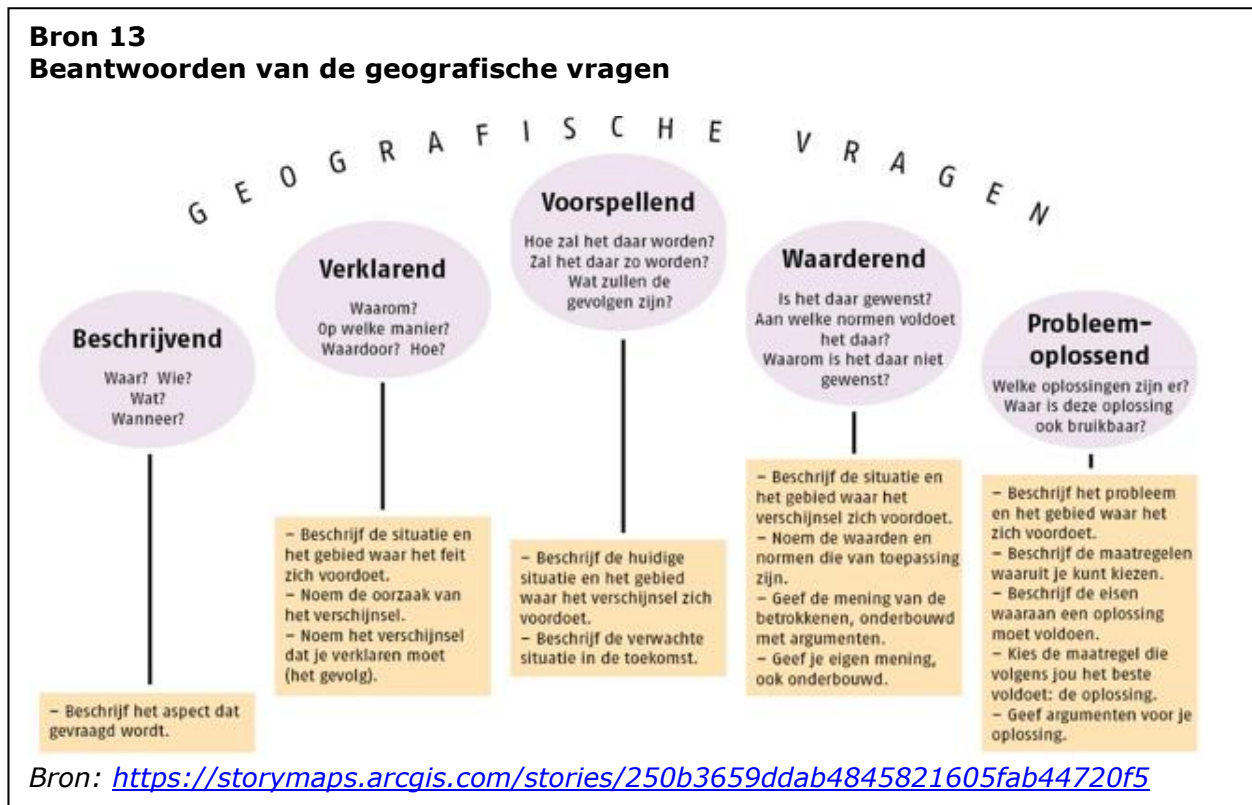 Bron 13
Beantwoorden van de geografische vragen
GEOGRAFISCHE VRAGEN
Beschrijvend
Waar? Wie?
Wat?
Wanneer?
– Beschrijf het aspect dat
gevraagd wordt.
Verklarend
Waarom?
Op welke manier?
Waardoor? Hoe?
– Beschrijf de situatie en
het gebied waar het feit
zich voordoet.
– Noem de oorzaak van
het verschijnsel.
– Noem het verschijnsel
dat je verklaren moet
(het gevolg).
Voorspellend
Hoe zal het daar worden?
Zal het daar zo worden?
Wat zullen de
gevolgen zijn?
– Beschrijf de huidige
situatie en het gebied
waar het verschijnsel zich
voordoet.
– Beschrijf de verwachte
situatie in de toekomst.
Waarderend
Is het daar gewenst?
Aan welke normen voldoet
het daar?
Waarom is het daar niet
gewenst?
– Beschrijf de situatie en
het gebied waar het
verschijnsel zich voordoet.
– Noem de waarden en
normen die van toepassing
zijn.
– Geef de mening van de
betrokkenen, onderbouwd
met argumenten.
– Geef je eigen mening,
ook onderbouwd.
Probleem-
oplossend
Welke oplossingen zijn er?
Waar is deze oplossing
ook bruikbaar?
– Beschrijf het probleem
en het gebied waar het
zich voordoet.
– Beschrijf de maatregelen
waaruit je kunt kiezen.
– Beschrijf de eisen
waaraan een oplossing
moet voldoen.
– Kies de maatregel die
volgens jou het beste
voldoet: de oplossing.
– Geef argumenten voor je
oplossing.
Bron: https://storymaps.arcgis.com/stories/250b3659ddab4845821605fab44720f5